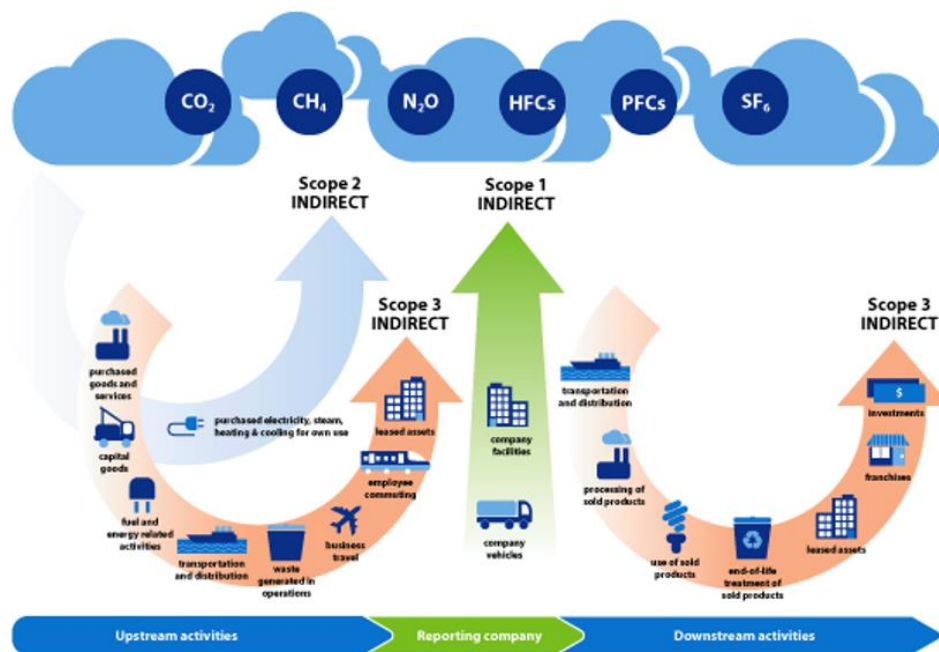 CO₂
CH₄
N₂O
HFCs
PFCs
SF₆
Scope 2
INDIRECT
Scope 1
INDIRECT
Scope 3
INDIRECT
Scope 3
INDIRECT
purchased
goods and
services
capital
goods
fuel and
energy related
activities
transportation
and distribution
waste
generated in
operations
business
travel
employee
commuting
leased assets
purchased electricity, steam,
heating & cooling for own use
company
facilities
company
vehicles
transportation
and distribution
processing of
sold products
use of sold
products
end-of-life
treatment of
sold products
leased assets
franchises
$
investments
Upstream activities
Reporting company
Downstream activities